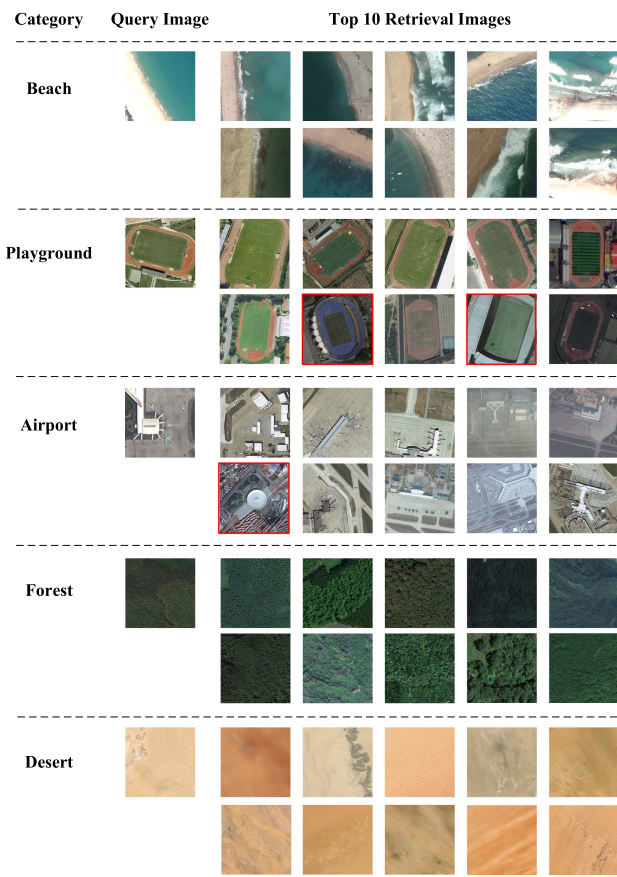 Category Query Image Top 10 Retrieval Images
Beach
Playground
Airport
Forest
Desert